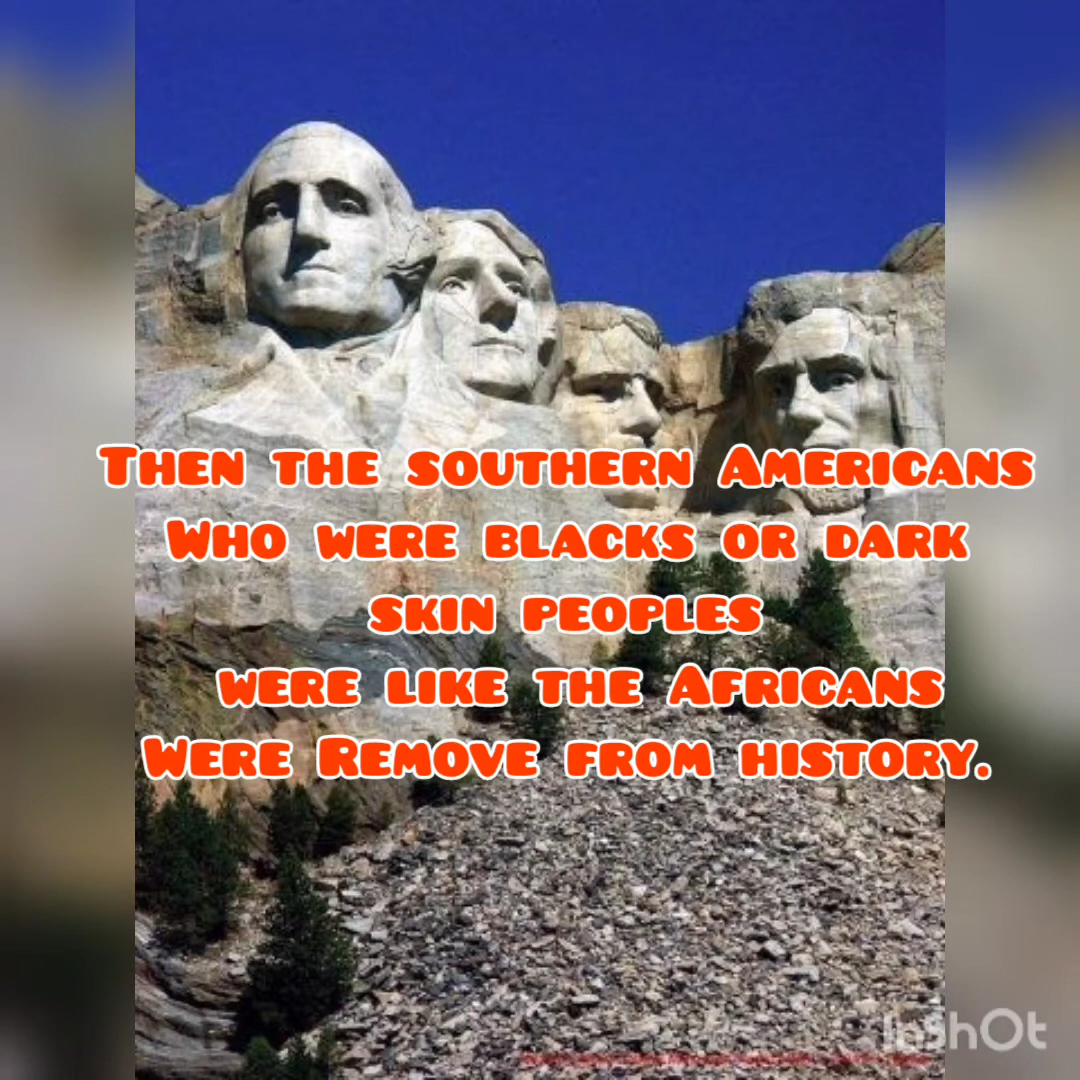 Then the southern Americans
Who were blacks or dark
skin peoples
were like the Africans
Were Remove from history.
InShOt